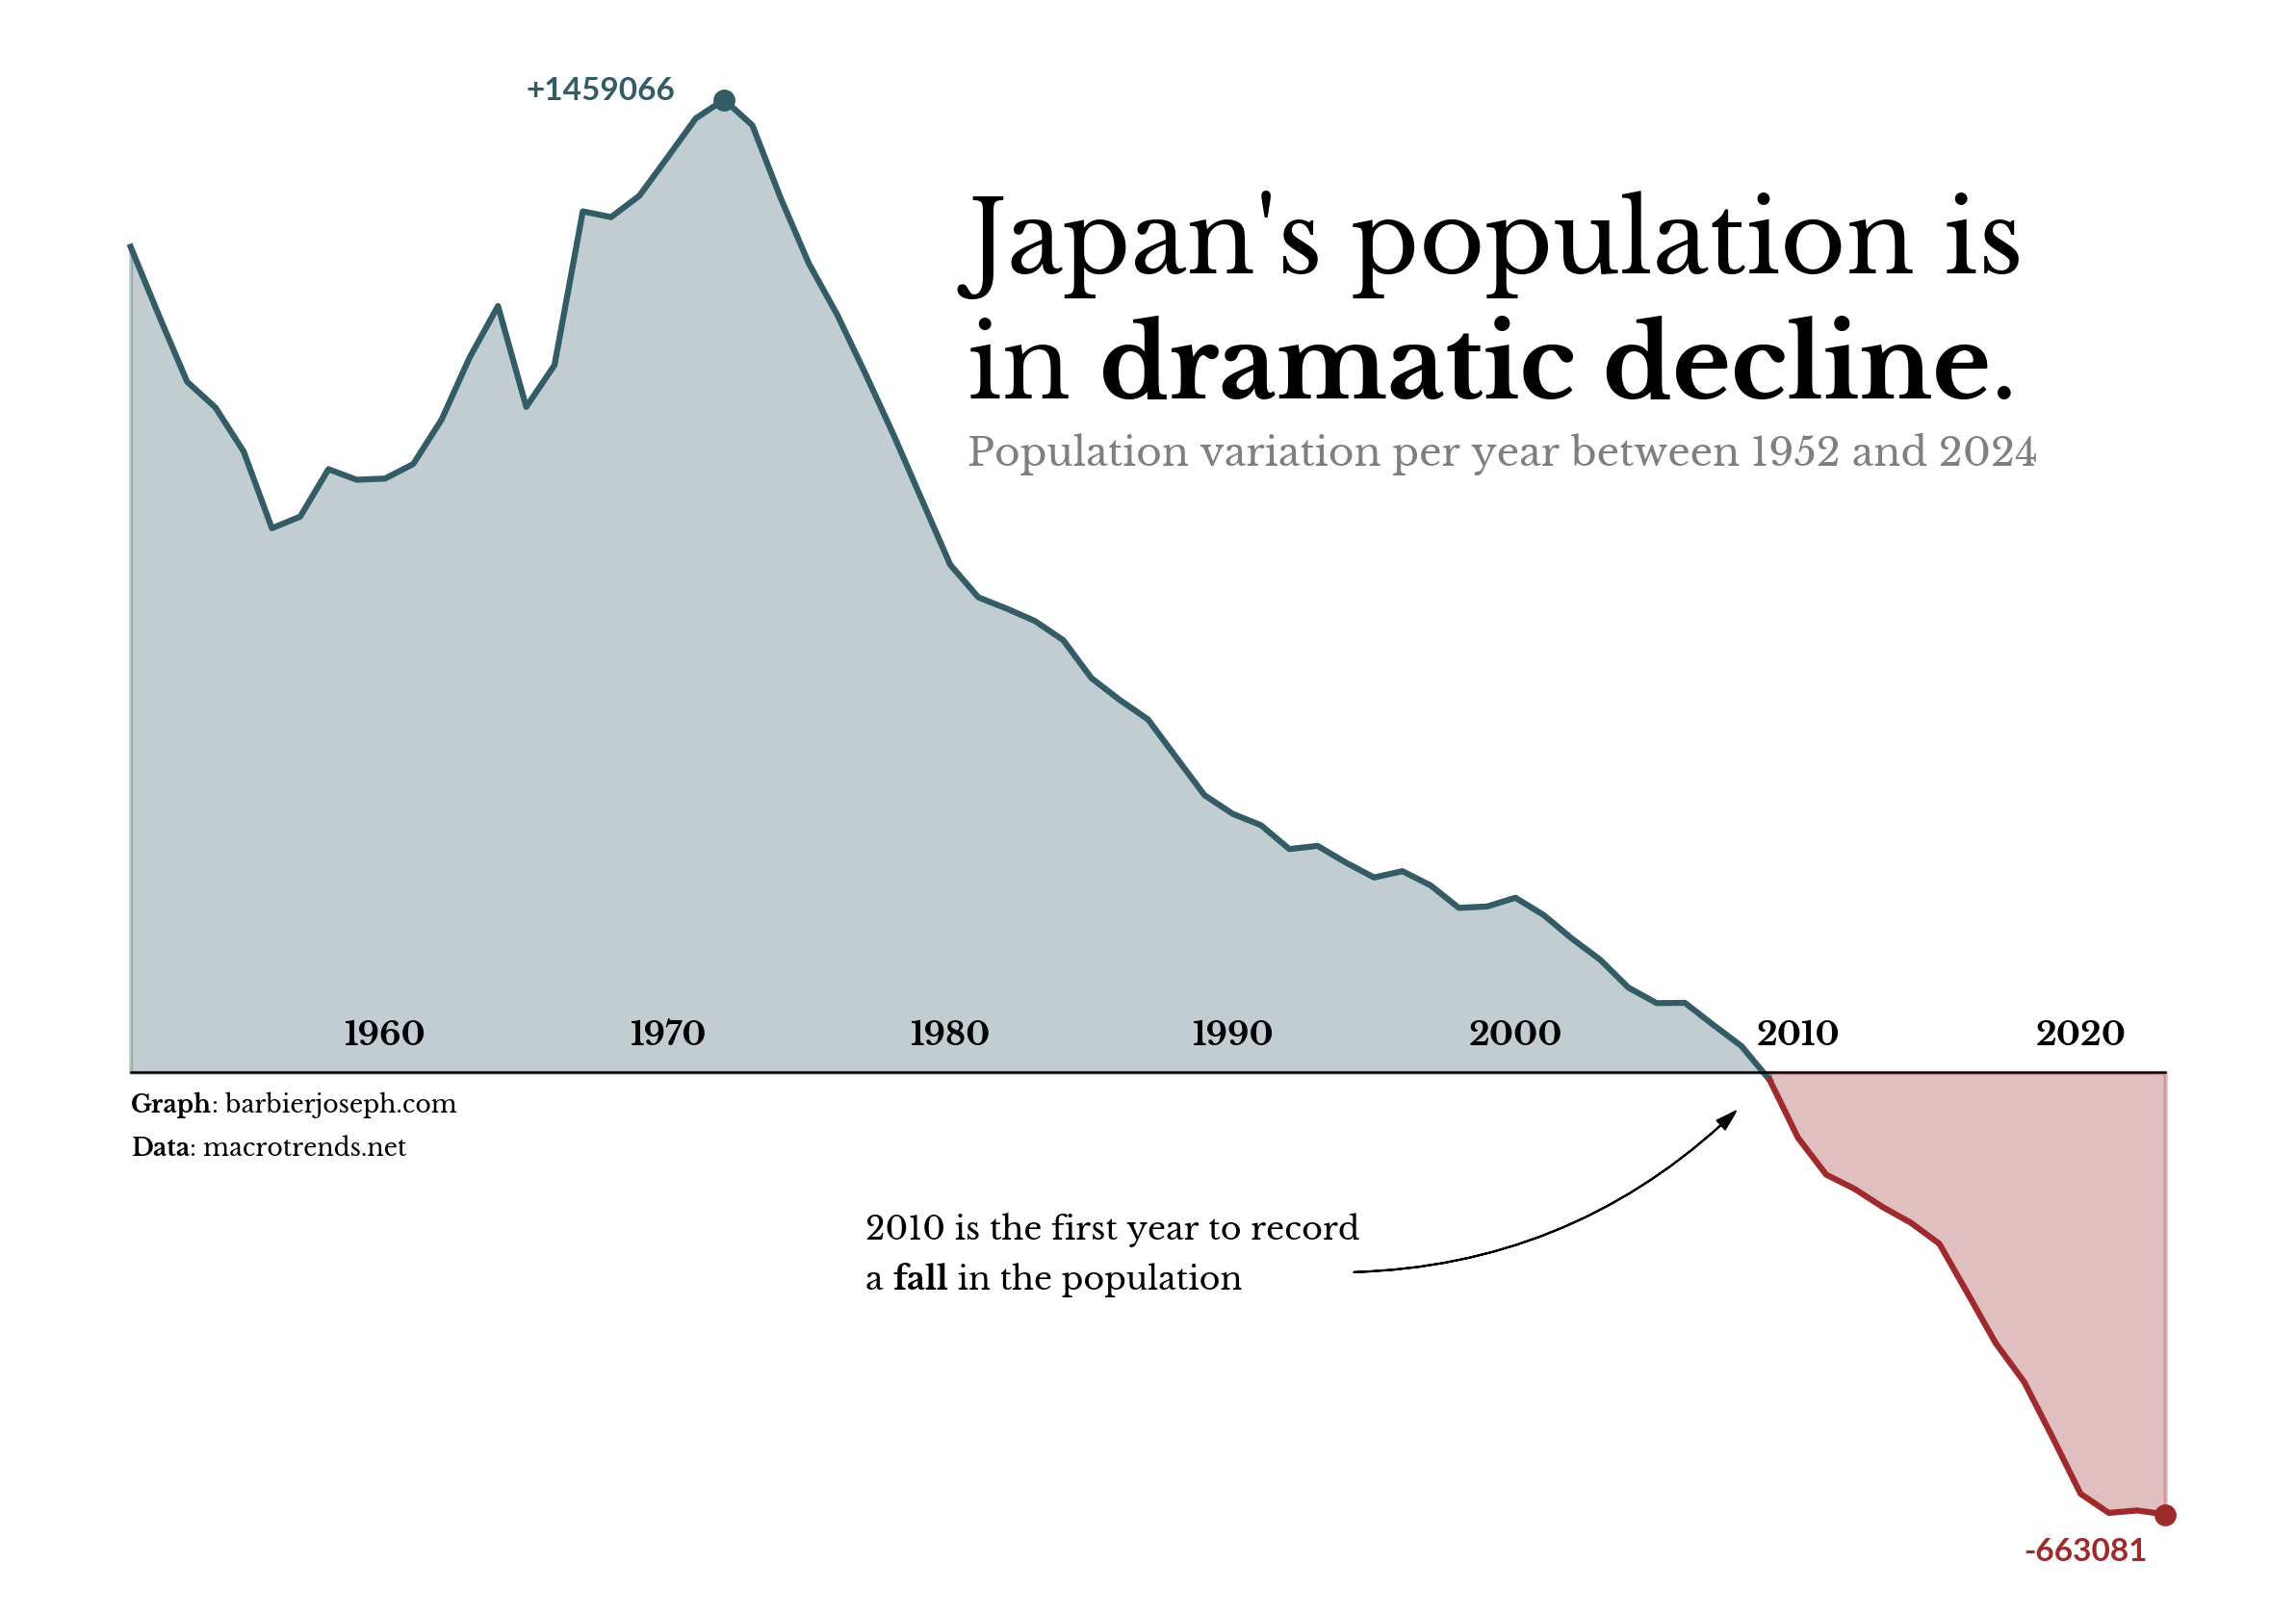 +1459066
Japan's population is
in dramatic decline.
Population variation per year between 1952 and 2024
1960 1970 1980 1990 2000 2010 2020
Graph: barbierjoseph.com
Data: macrotrends.net
2010 is the first year to record
a fall in the population
-663081